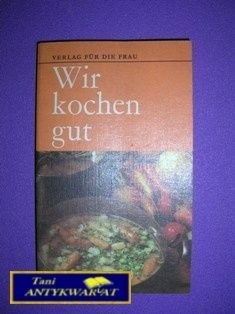 VERLAG FÜR DIE FRAU
Wir
kochen
gut
Tani
ANTYKWARIAT